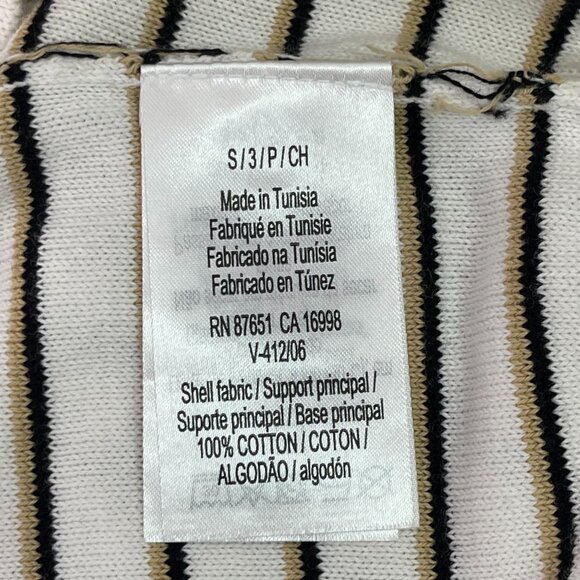 S / 3 / P / CH
Made in Tunisia
Fabriqué en Tunisie
Fabricado na Tunísia
Fabricado en Túnez
RN 87651 CA 16998
V-412/06
Shell fabric / Support principal /
Suporte principal / Base principal
100% COTTON / COTON /
ALGODÃO / algodón